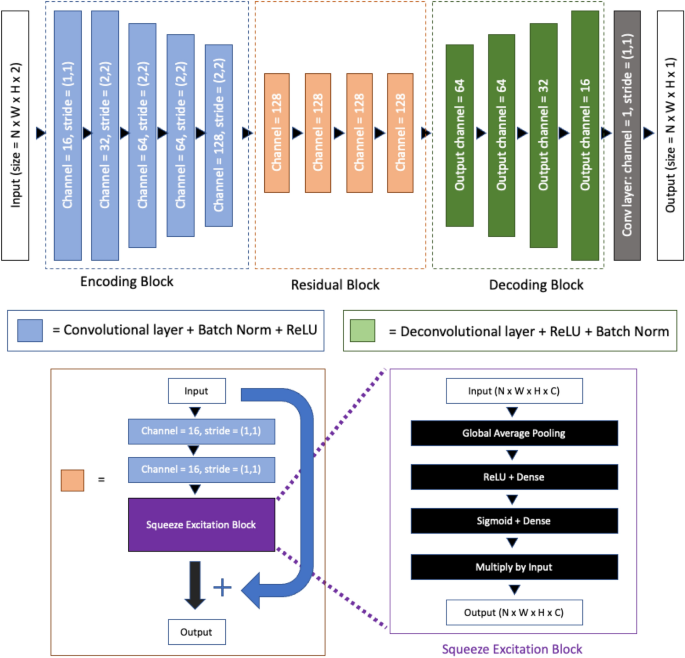 Input (size = N x W x H x 2)
Channel = 16, stride = (1,1)
Channel = 32, stride = (2,2)
Channel = 64, stride = (2,2)
Channel = 64, stride = (2,2)
Channel = 128, stride = (2,2)
Channel = 128
Channel = 128
Channel = 128
Channel = 128
Output channel = 64
Output channel = 64
Output channel = 32
Output channel = 16
Conv layer: channel = 1, stride = (1,1)
Output (size = N x W x H x 1)
Encoding Block
Residual Block
Decoding Block
= Convolutional layer + Batch Norm + ReLU
= Deconvolutional layer + ReLU + Batch Norm
=
Input
Channel = 16, stride = (1,1)
Channel = 16, stride = (1,1)
Squeeze Excitation Block
+
Output
Input (N x W x H x C)
Global Average Pooling
ReLU + Dense
Sigmoid + Dense
Multiply by Input
Output (N x W x H x C)
Squeeze Excitation Block